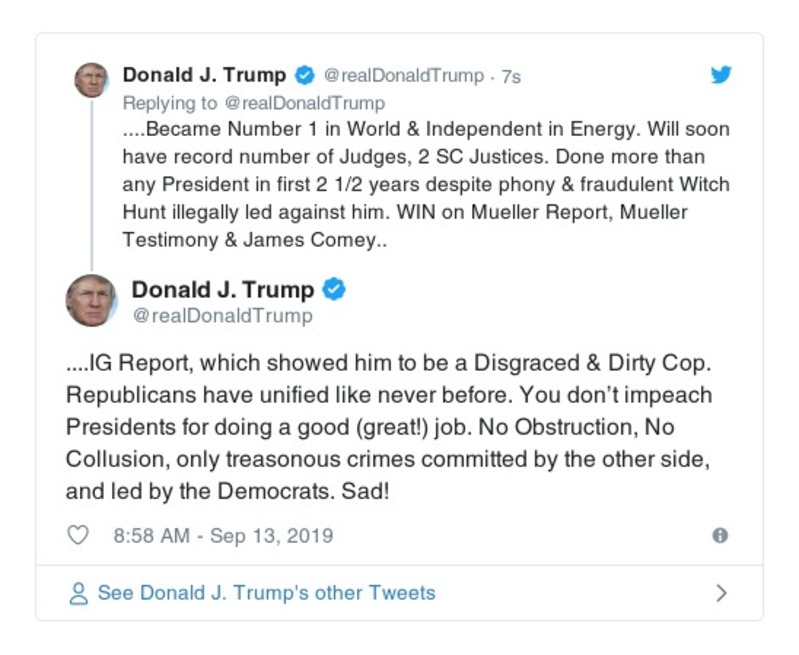 Donald J. Trump @realDonaldTrump · 7s
Replying to @realDonaldTrump
....Became Number 1 in World & Independent in Energy. Will soon
have record number of Judges, 2 SC Justices. Done more than
any President in first 2 1/2 years despite phony & fraudulent Witch
Hunt illegally led against him. WIN on Mueller Report, Mueller
Testimony & James Comey..
Donald J. Trump
@realDonaldTrump
....IG Report, which showed him to be a Disgraced & Dirty Cop.
Republicans have unified like never before. You don’t impeach
Presidents for doing a good (great!) job. No Obstruction, No
Collusion, only treasonous crimes committed by the other side,
and led by the Democrats. Sad!
8:58 AM - Sep 13, 2019
See Donald J. Trump's other Tweets